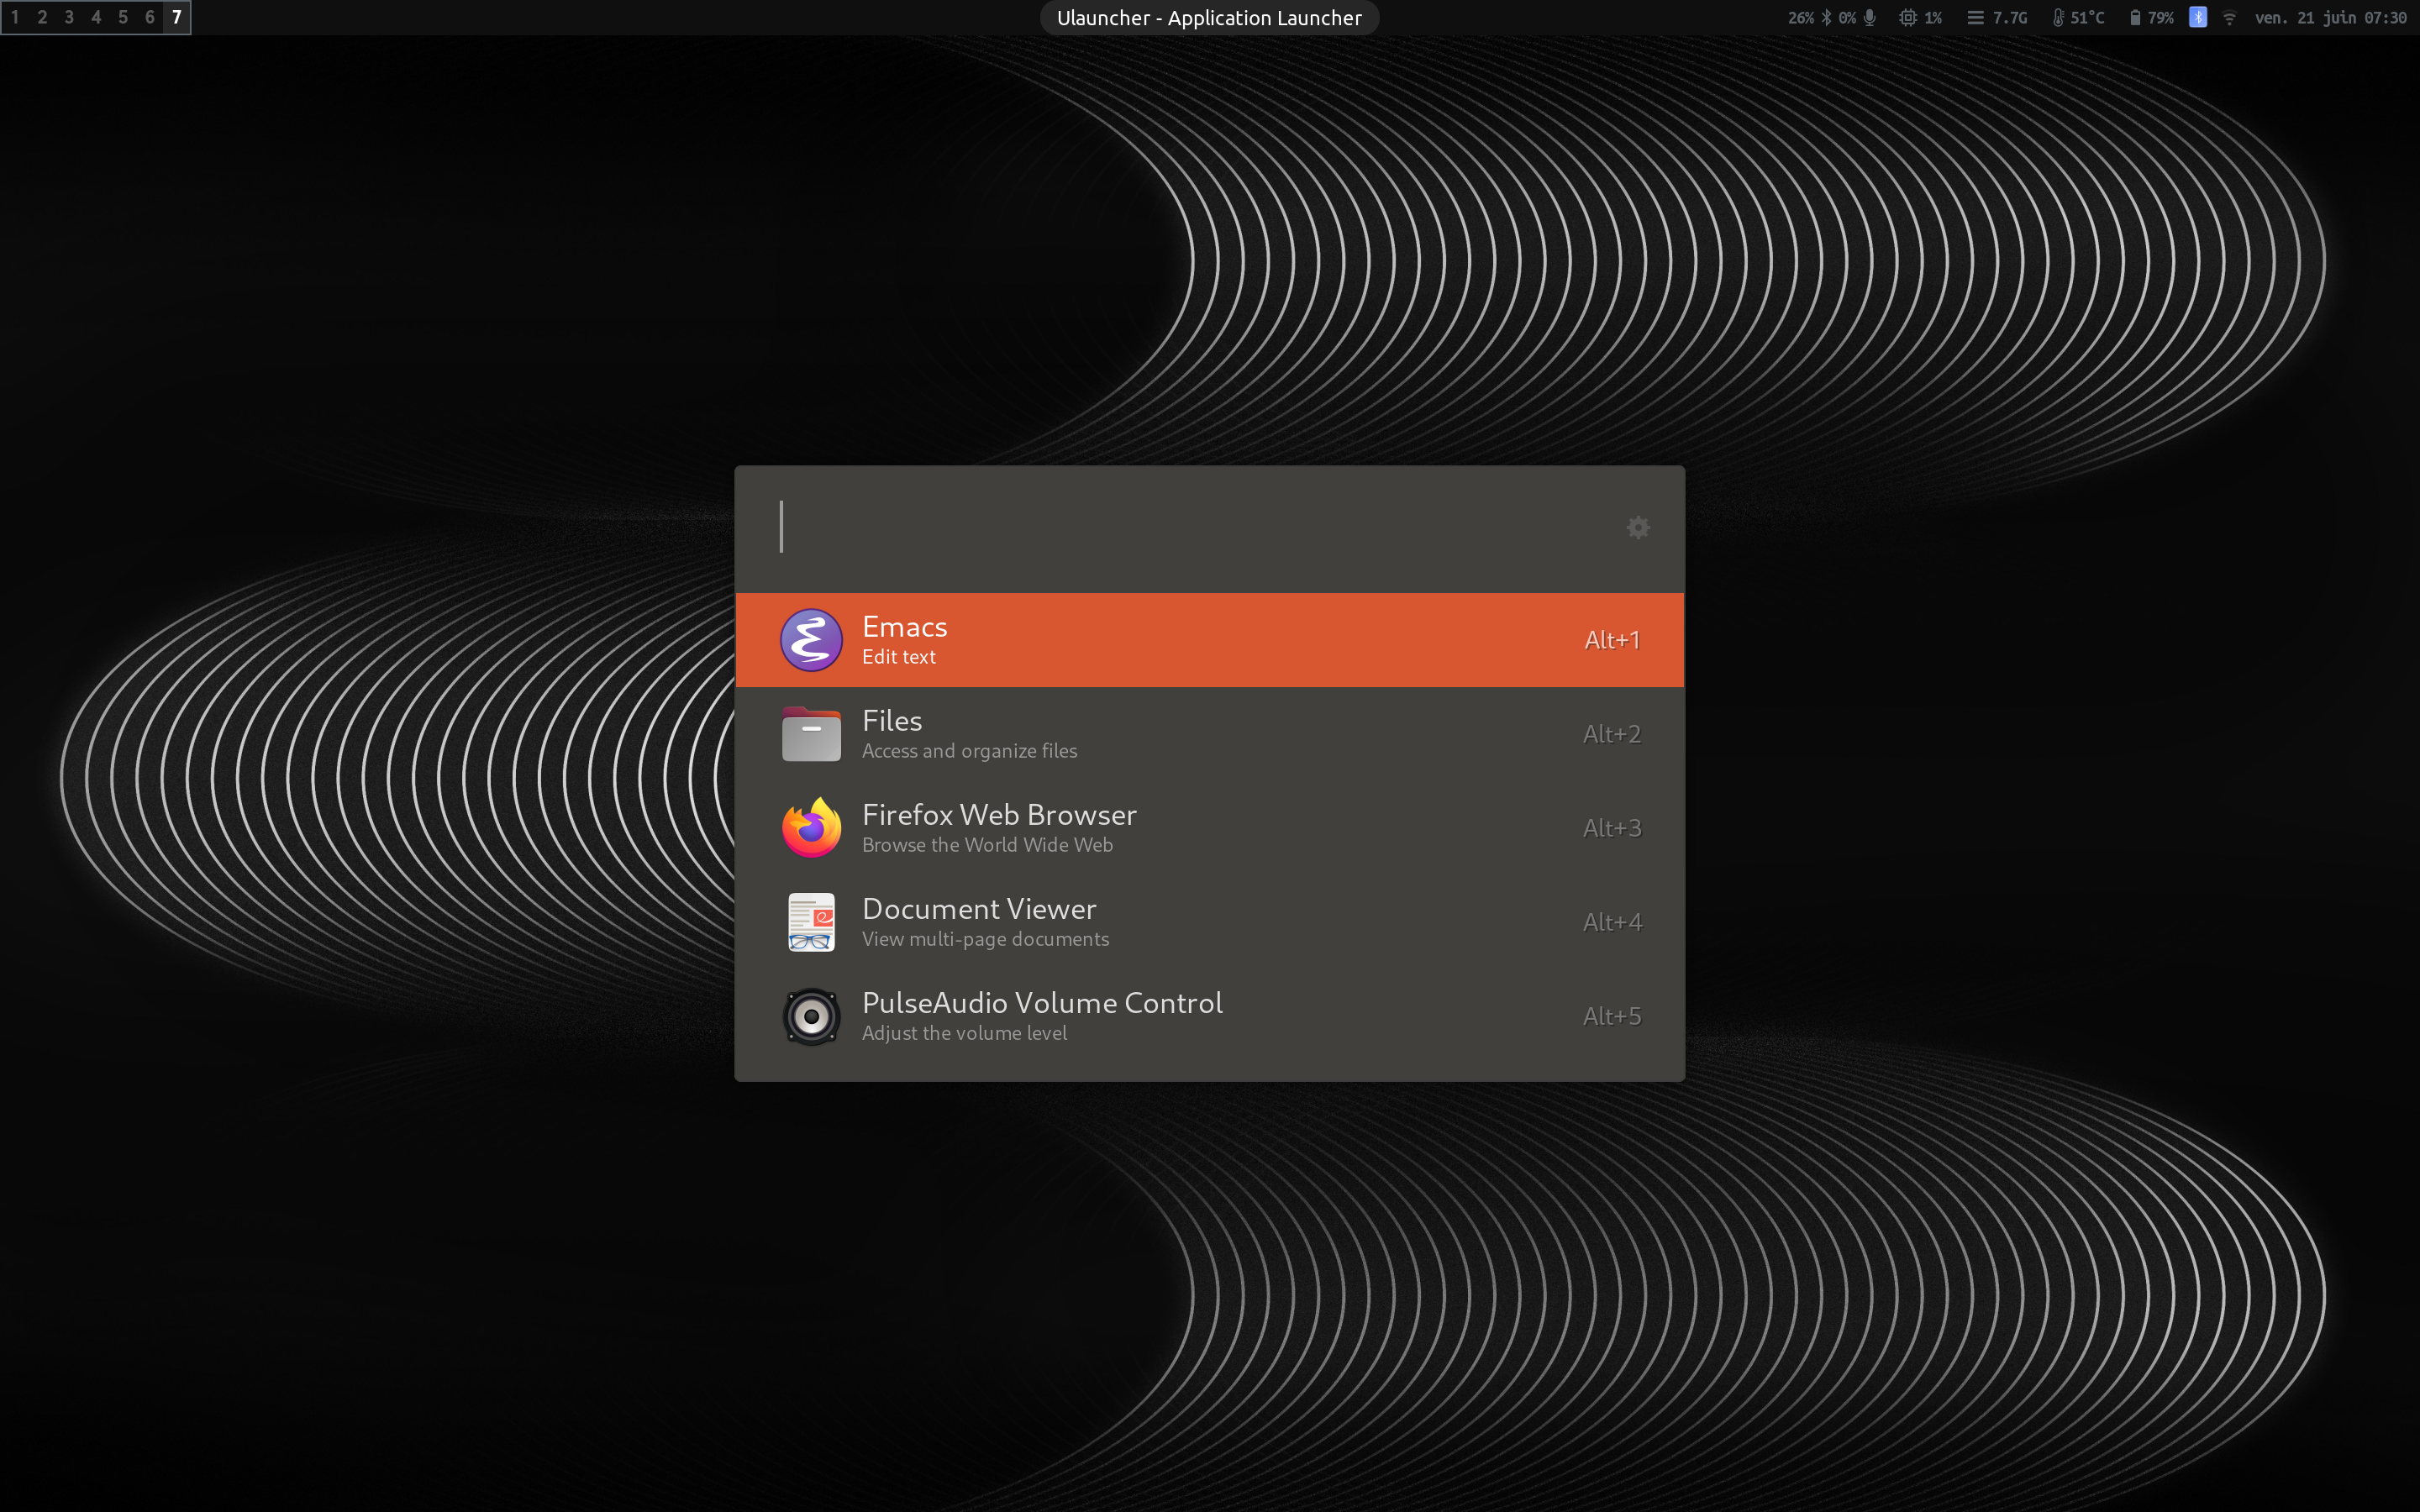 1 2 3 4 5 6 7
Ulauncher - Application Launcher
26% 0% 1% 7.7G 51°C 79% ven. 21 juin 07:30
Emacs
Edit text
Alt+1
Files
Access and organize files
Alt+2
Firefox Web Browser
Browse the World Wide Web
Alt+3
Document Viewer
View multi-page documents
Alt+4
PulseAudio Volume Control
Adjust the volume level
Alt+5